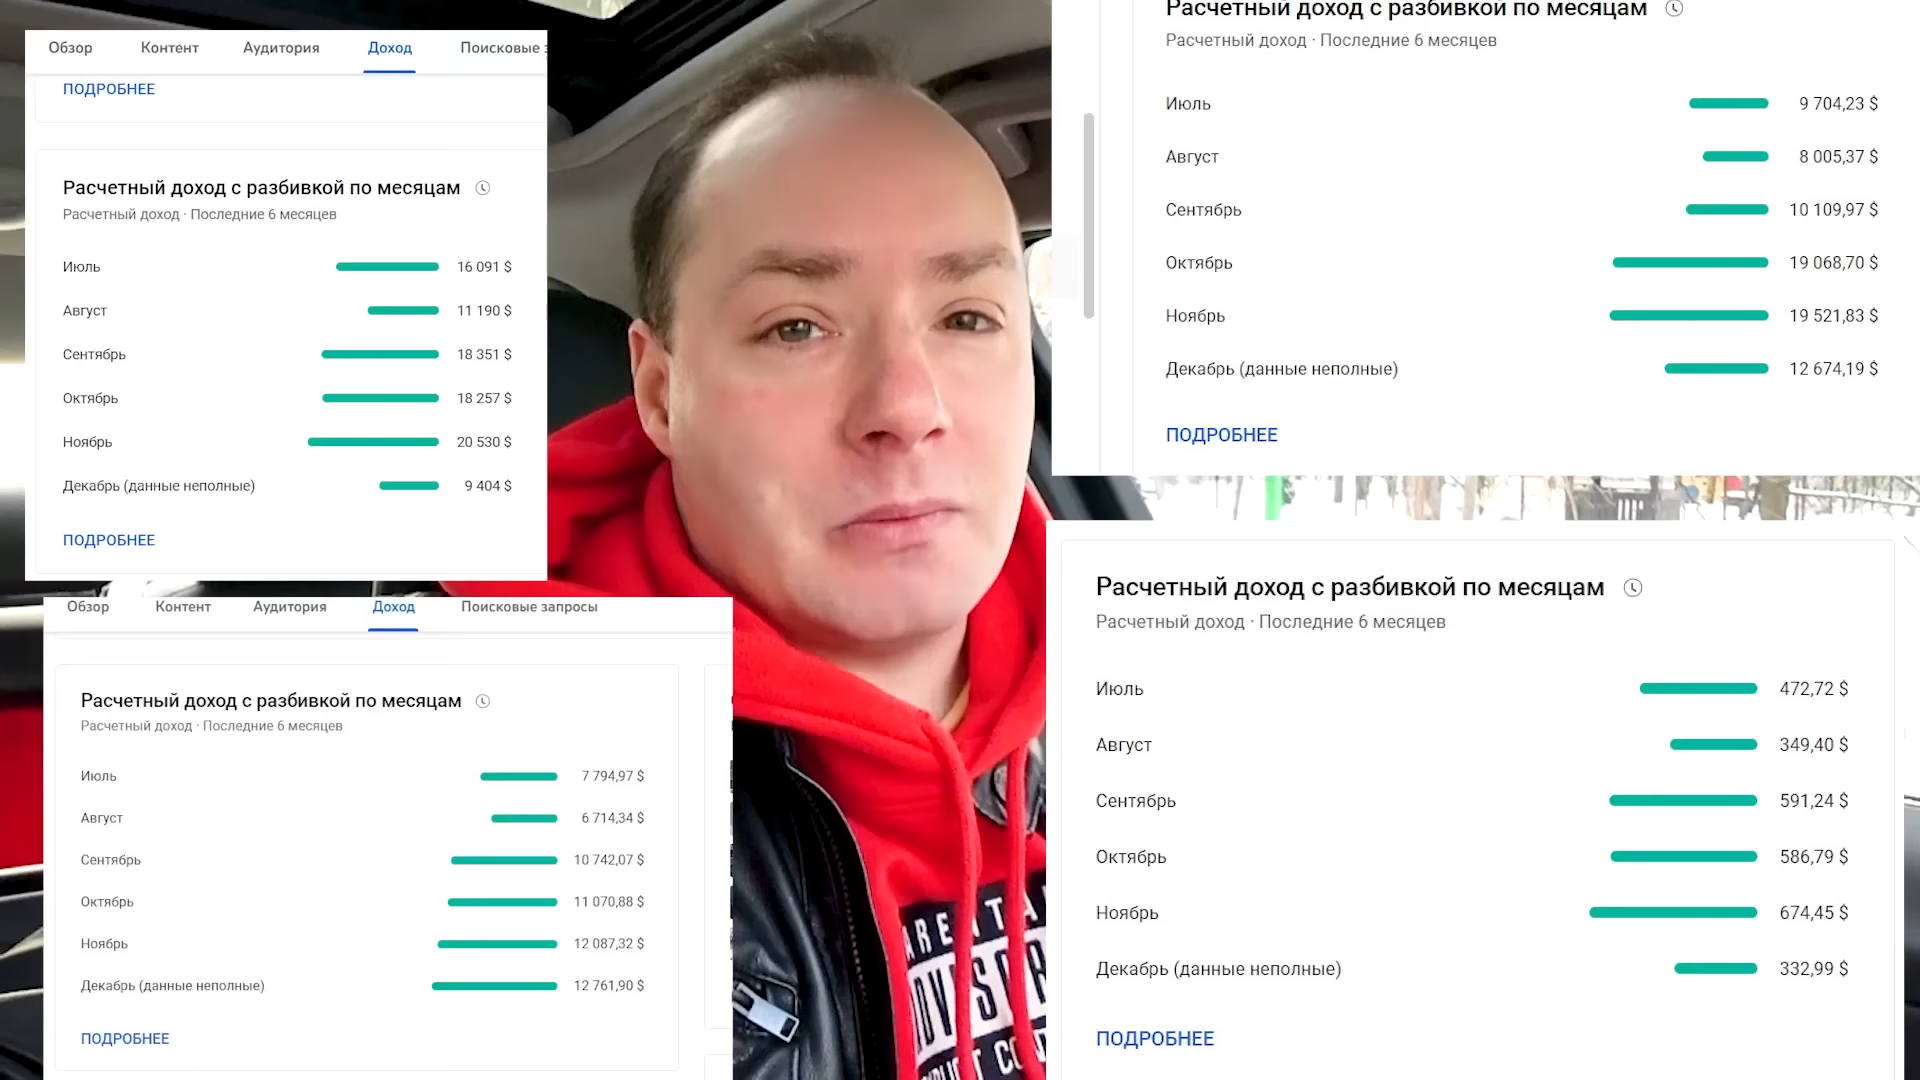 Обзор Контент Аудитория Доход Поисковые
ПОДРОБНЕЕ
Расчетный доход с разбивкой по месяцам
Расчетный доход · Последние 6 месяцев
Июль 16 091 $
Август 11 190 $
Сентябрь 18 351 $
Октябрь 18 257 $
Ноябрь 20 530 $
Декабрь (данные неполные) 9 404 $
ПОДРОБНЕЕ
Расчетный доход с разбивкой по месяцам
Расчетный доход · Последние 6 месяцев
Июль 9 704,23 $
Август 8 005,37 $
Сентябрь 10 109,97 $
Октябрь 19 068,70 $
Ноябрь 19 521,83 $
Декабрь (данные неполные) 12 674,19 $
ПОДРОБНЕЕ
Обзор Контент Аудитория Доход Поисковые запросы
Расчетный доход с разбивкой по месяцам
Расчетный доход · Последние 6 месяцев
Июль 7 794,97 $
Август 6 714,34 $
Сентябрь 10 742,07 $
Октябрь 11 070,88 $
Ноябрь 12 087,32 $
Декабрь (данные неполные) 12 761,90 $
ПОДРОБНЕЕ
Расчетный доход с разбивкой по месяцам
Расчетный доход · Последние 6 месяцев
Июль 472,72 $
Август 349,40 $
Сентябрь 591,24 $
Октябрь 586,79 $
Ноябрь 674,45 $
Декабрь (данные неполные) 332,99 $
ПОДРОБНЕЕ